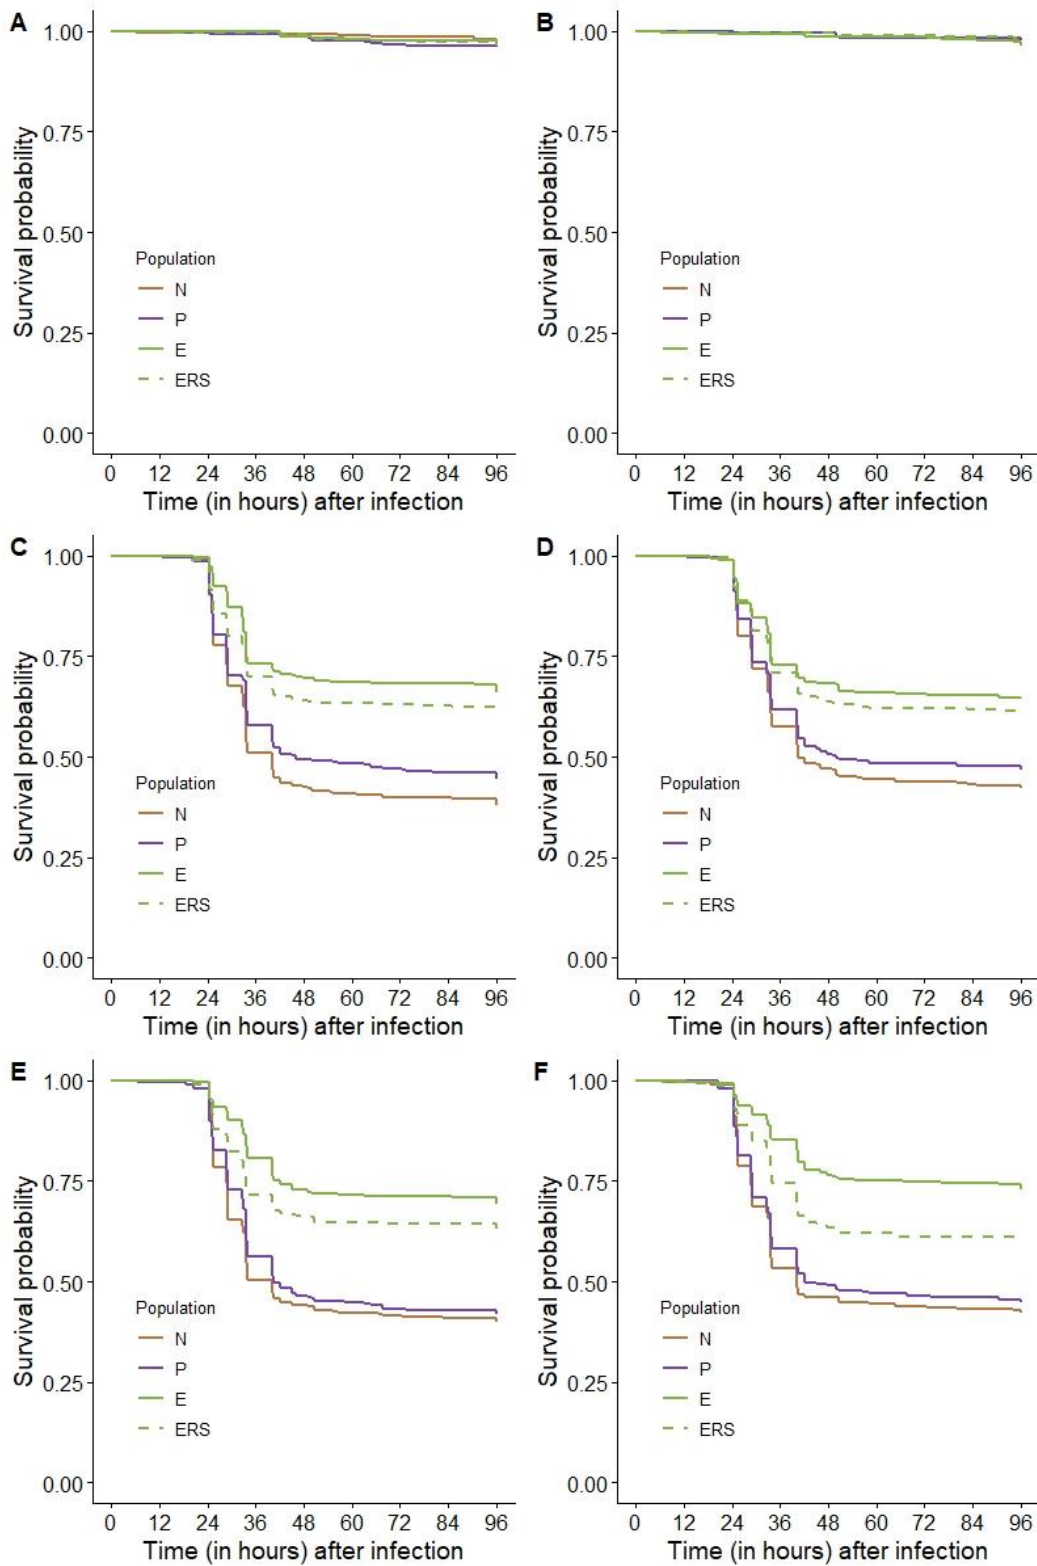 A
Survival probability
1.00
0.75
0.50
0.25
0.00
Population
N
P
E
ERS
0 12 24 36 48 60 72 84 96
Time (in hours) after infection
B
Survival probability
1.00
0.75
0.50
0.25
0.00
Population
N
P
E
ERS
0 12 24 36 48 60 72 84 96
Time (in hours) after infection
C
Survival probability
1.00
0.75
0.50
0.25
0.00
Population
N
P
E
ERS
0 12 24 36 48 60 72 84 96
Time (in hours) after infection
D
Survival probability
1.00
0.75
0.50
0.25
0.00
Population
N
P
E
ERS
0 12 24 36 48 60 72 84 96
Time (in hours) after infection
E
Survival probability
1.00
0.75
0.50
0.25
0.00
Population
N
P
E
ERS
0 12 24 36 48 60 72 84 96
Time (in hours) after infection
F
Survival probability
1.00
0.75
0.50
0.25
0.00
Population
N
P
E
ERS
0 12 24 36 48 60 72 84 96
Time (in hours) after infection